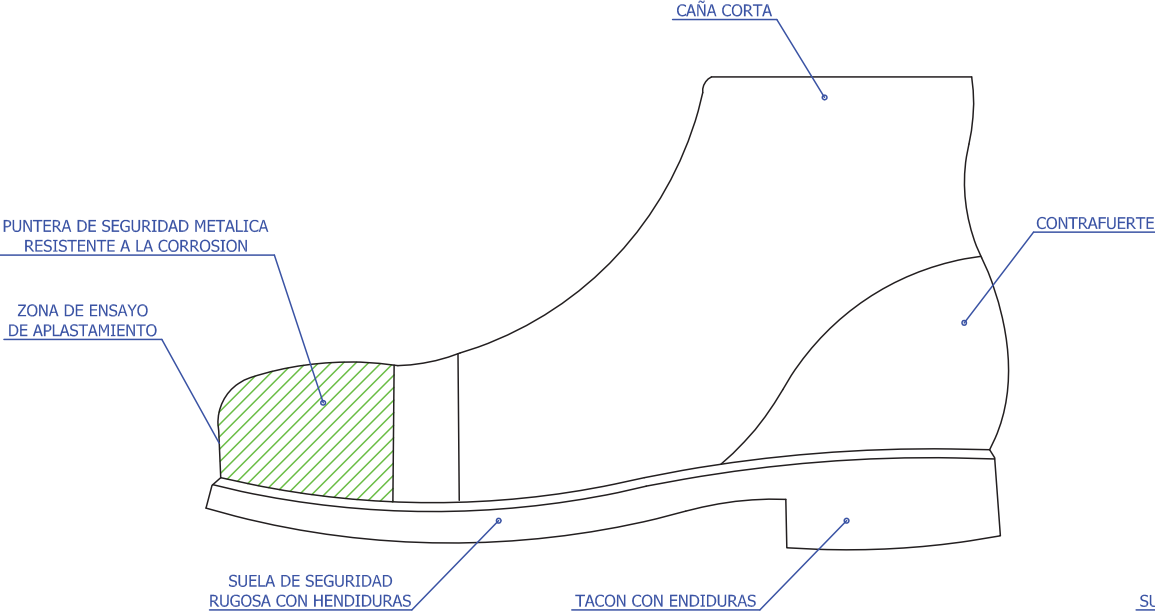 CAÑA CORTA
PUNTERA DE SEGURIDAD METALICA
RESISTENTE A LA CORROSION
CONTRAFUERTE
ZONA DE ENSAYO
DE APLASTAMIENTO
SUELA DE SEGURIDAD
RUGOSA CON HENDIDURAS
TACON CON ENDIDURAS